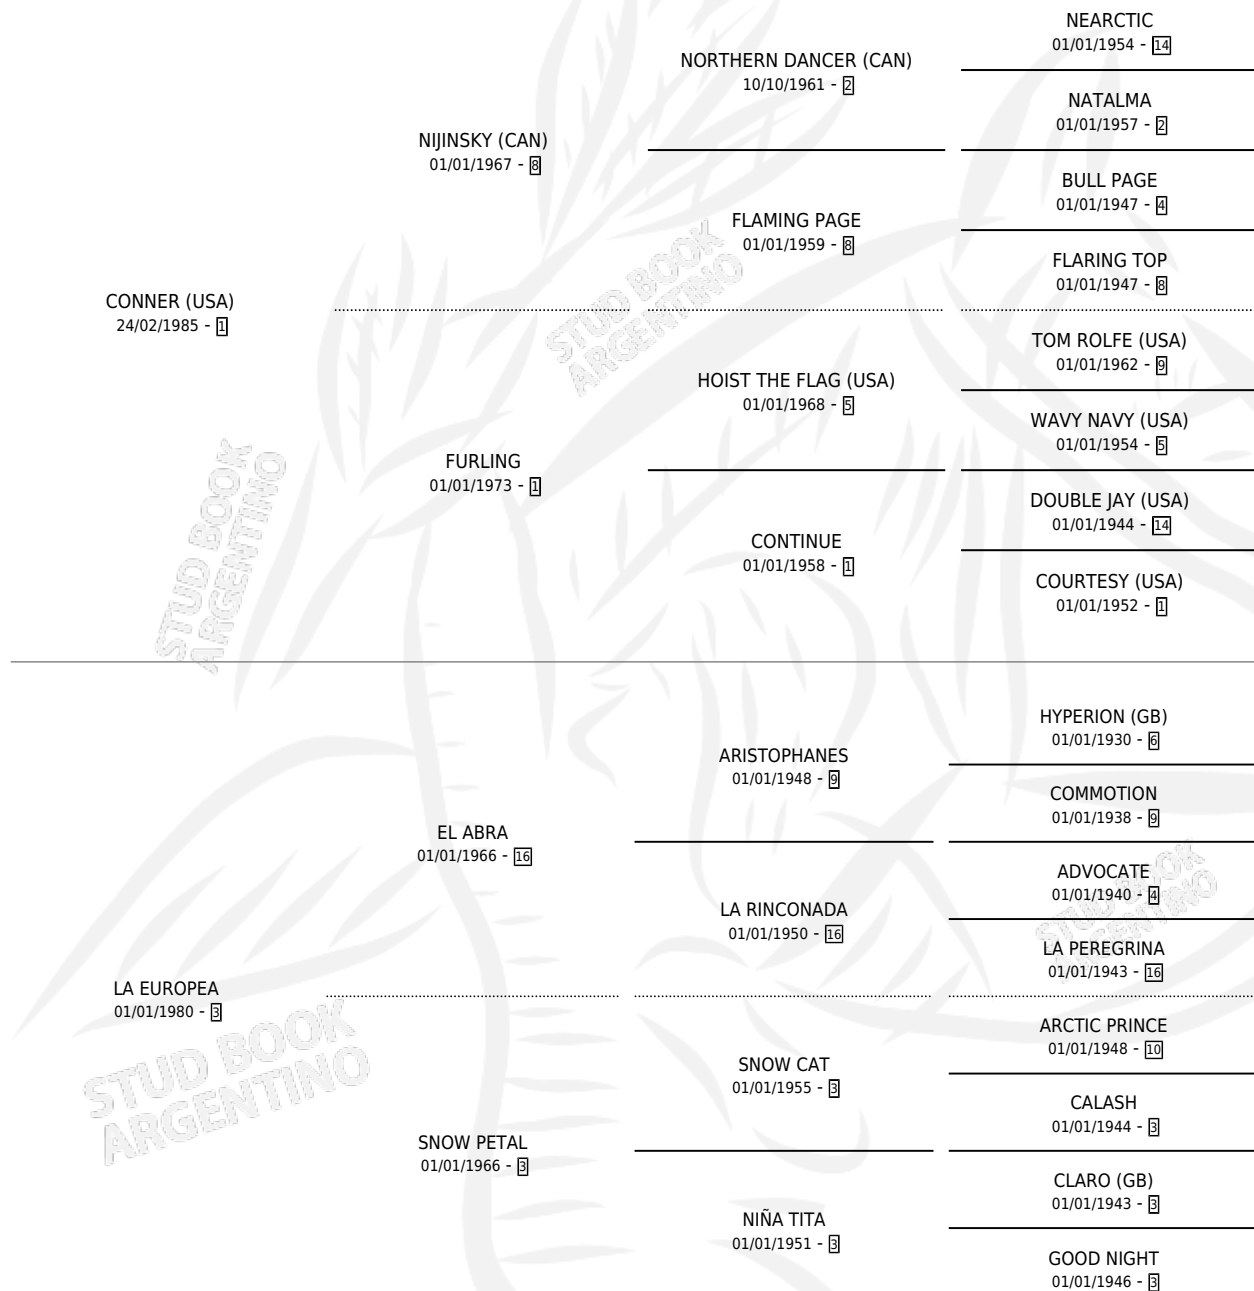 NEARCTIC
01/01/1954 - 14
NORTHERN DANCER (CAN)
10/10/1961 - 2
NATALMA
01/01/1957 - 2
NIJINSKY (CAN)
01/01/1967 - 8
BULL PAGE
01/01/1947 - 4
FLAMING PAGE
01/01/1959 - 8
FLARING TOP
01/01/1947 - 8
CONNER (USA)
24/02/1985 - 1
TOM ROLFE (USA)
01/01/1962 - 9
HOIST THE FLAG (USA)
01/01/1968 - 5
WAVY NAVY (USA)
01/01/1954 - 5
FURLING
01/01/1973 - 1
DOUBLE JAY (USA)
01/01/1944 - 14
CONTINUE
01/01/1958 - 1
COURTESY (USA)
01/01/1952 - 1
HYPERION (GB)
01/01/1930 - 6
ARISTOPHANES
01/01/1948 - 9
COMMOTION
01/01/1938 - 9
EL ABRA
01/01/1966 - 16
ADVOCATE
01/01/1940 - 4
LA RINCONADA
01/01/1950 - 16
LA PEREGRINA
01/01/1943 - 16
LA EUROPEA
01/01/1980 - 3
ARCTIC PRINCE
01/01/1948 - 10
SNOW CAT
01/01/1955 - 3
CALASH
01/01/1944 - 3
SNOW PETAL
01/01/1966 - 3
CLARO (GB)
01/01/1943 - 3
NIÑA TITA
01/01/1951 - 3
GOOD NIGHT
01/01/1946 - 3
STUD BOOK
ARGENTINO
STUD BOOK
ARGENTINO
STUD BOOK
ARGENTINO
STUD BOOK
ARGENTINO